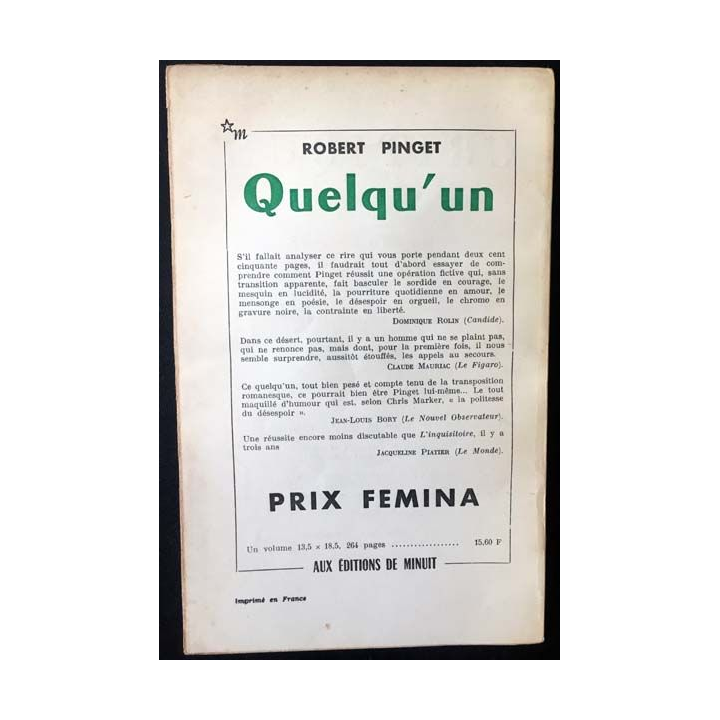 m
ROBERT PINGET
Quelqu'un
S'il fallait analyser ce rire qui vous porte pendant deux cent
cinquante pages, il faudrait tout d'abord essayer de com-
prendre comment Pinget réussit une opération fictive qui, sans
transition apparente, fait basculer le sordide en courage, le
mesquin en lucidité, la pourriture quotidienne en amour, le
mensonge en poésie, le désespoir en orgueil, le chromo en
gravure noire, la contrainte en liberté.
DOMINIQUE ROLIN (Candide).
Dans ce désert, pourtant, il y a un homme qui ne se plaint pas,
qui ne renonce pas, mais dont, pour la première fois, il nous
semble surprendre, aussitôt étouffés, les appels au secours.
CLAUDE MAURIAC (Le Figaro).
Ce quelqu'un, tout bien pesé et compte tenu de la transposition
romanesque, ce pourrait bien être Pinget lui-même... Le tout
maquillé d'humour qui est, selon Chris Marker, « la politesse
du désespoir ».
JEAN-LOUIS BORY (Le Nouvel Observateur).
Une réussite encore moins discutable que L'inquisitoire, il y a
trois ans
JACQUELINE PIATIER (Le Monde).
PRIX FEMINA
Un volume 13,5 × 18,5, 264 pages .................. 15,60 F
AUX ÉDITIONS DE MINUIT
Imprimé en France